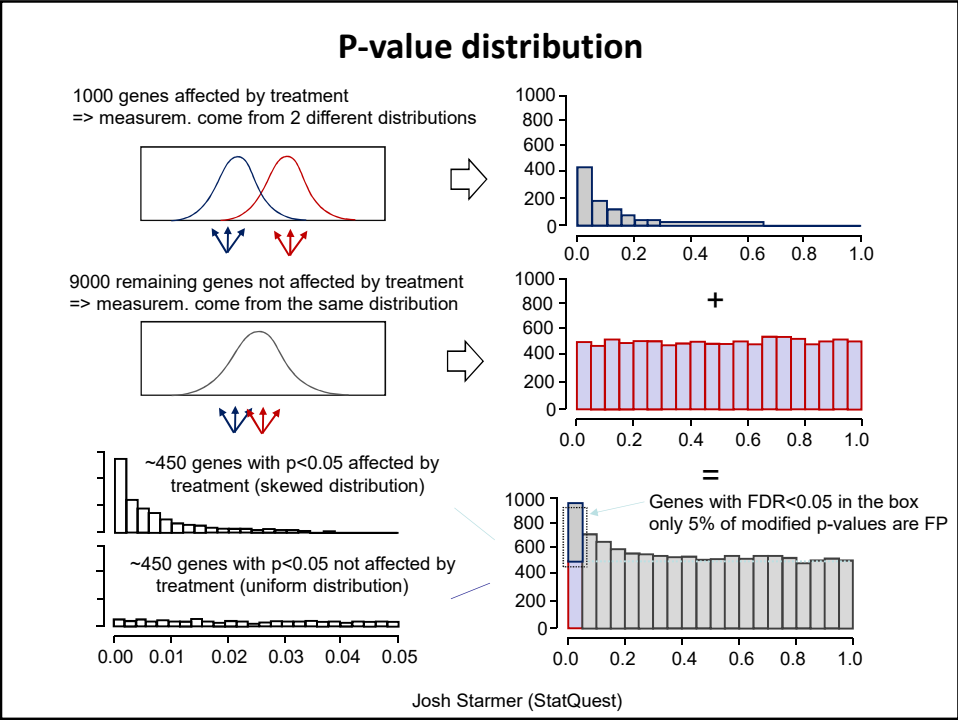 P-value distribution
1000 genes affected by treatment
=> measurem. come from 2 different distributions
1000
800
600
400
200
0
0.0 0.2 0.4 0.6 0.8 1.0
9000 remaining genes not affected by treatment
=> measurem. come from the same distribution
+
1000
800
600
400
200
0
0.0 0.2 0.4 0.6 0.8 1.0
~450 genes with p<0.05 affected by
treatment (skewed distribution)
~450 genes with p<0.05 not affected by
treatment (uniform distribution)
0.00 0.01 0.02 0.03 0.04 0.05
=
Genes with FDR<0.05 in the box
only 5% of modified p-values are FP
1000
800
600
400
200
0
0.0 0.2 0.4 0.6 0.8 1.0
Josh Starmer (StatQuest)